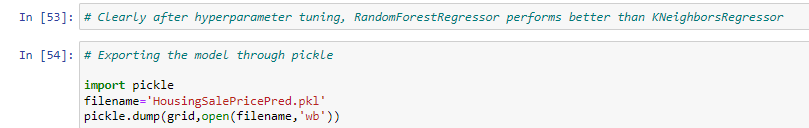 In [53]: # Clearly after hyperparameter tuning, RandomForestRegressor performs better than KNeighborsRegressor
In [54]: # Exporting the model through pickle
import pickle
filename='HousingSalePricePred.pkl'
pickle.dump(grid,open(filename,'wb'))